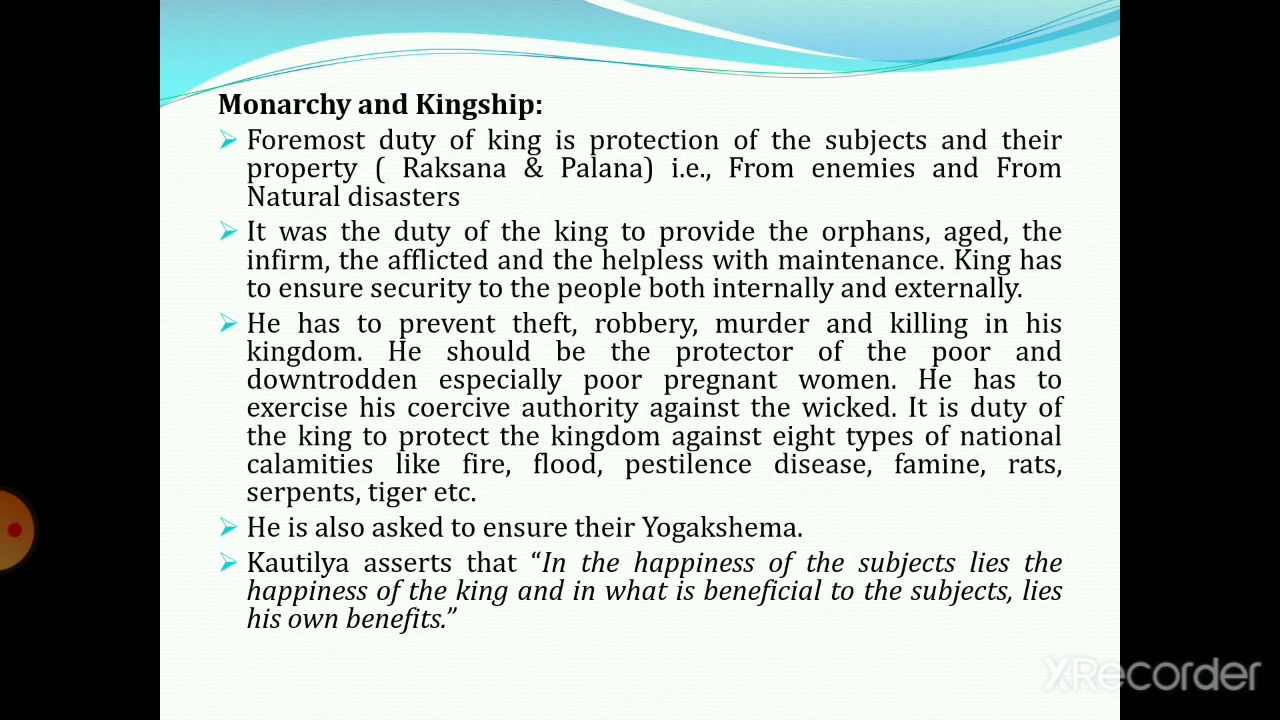 Monarchy and Kingship:
Foremost duty of king is protection of the subjects and their
property ( Raksana & Palana) i.e., From enemies and From
Natural disasters
It was the duty of the king to provide the orphans, aged, the
infirm, the afflicted and the helpless with maintenance. King has
to ensure security to the people both internally and externally.
He has to prevent theft, robbery, murder and killing in his
kingdom. He should be the protector of the poor and
downtrodden especially poor pregnant women. He has to
exercise his coercive authority against the wicked. It is duty of
the king to protect the kingdom against eight types of national
calamities like fire, flood, pestilence disease, famine, rats,
serpents, tiger etc.
He is also asked to ensure their Yogakshema.
Kautilya asserts that “In the happiness of the subjects lies the
happiness of the king and in what is beneficial to the subjects, lies
his own benefits.”
XRecorder